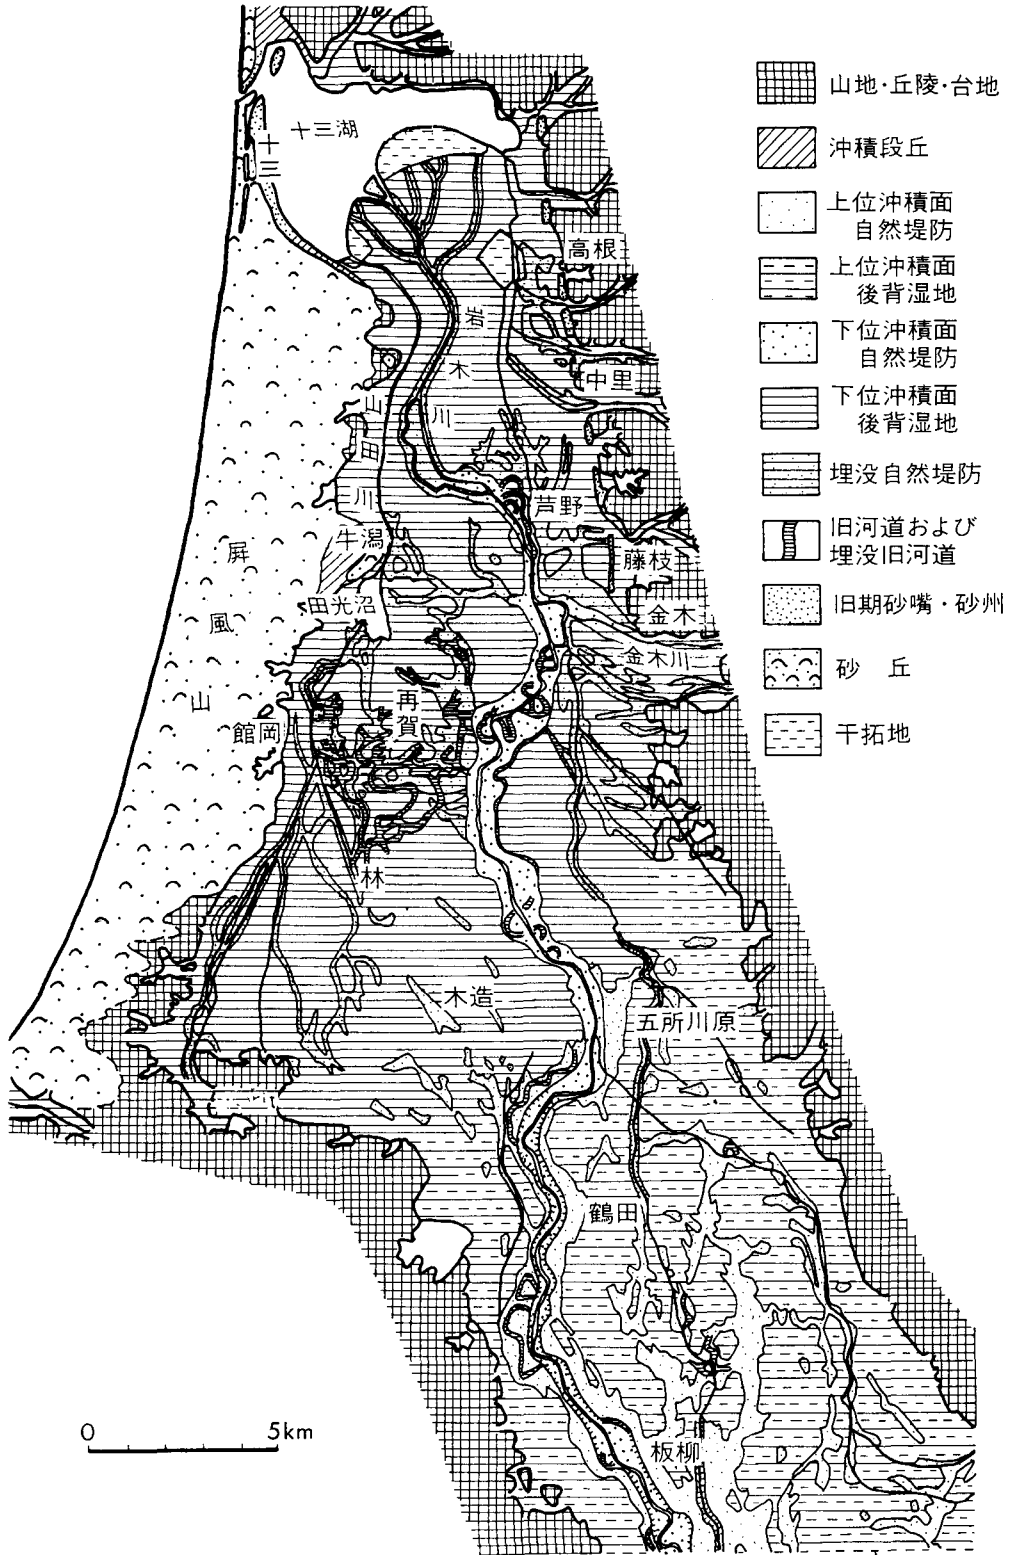 十三湖
十三
高根
岩木川
中里
山田川
芦野
牛潟
藤枝
田光沼
金木
金木川
屏風山
再賀
館岡
林
木造
五所川原
鶴田
板柳
0 5km
山地・丘陵・台地
沖積段丘
上位沖積面
自然堤防
上位沖積面
後背湿地
下位沖積面
自然堤防
下位沖積面
後背湿地
埋没自然堤防
旧河道および
埋没旧河道
旧期砂嘴・砂州
砂丘
干拓地